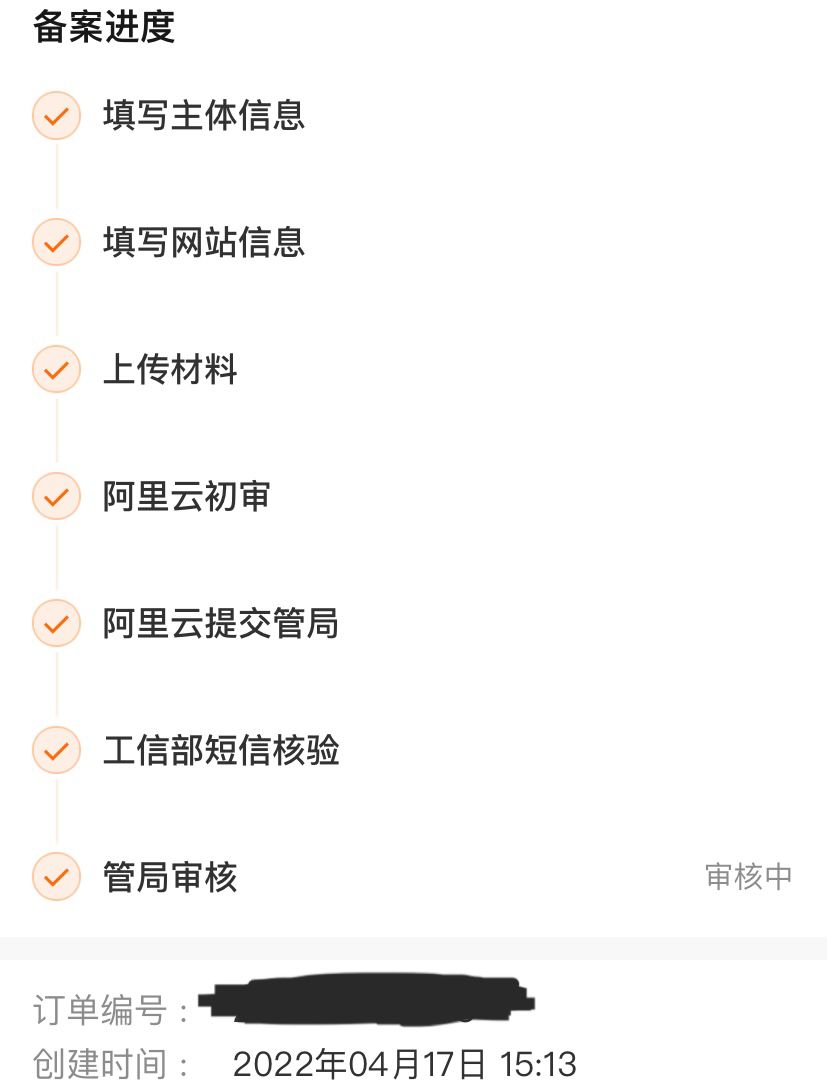 备案进度
填写主体信息
填写网站信息
上传材料
阿里云初审
阿里云提交管局
工信部短信核验
管局审核 审核中
订单编号：
创建时间： 2022年04月17日 15:13